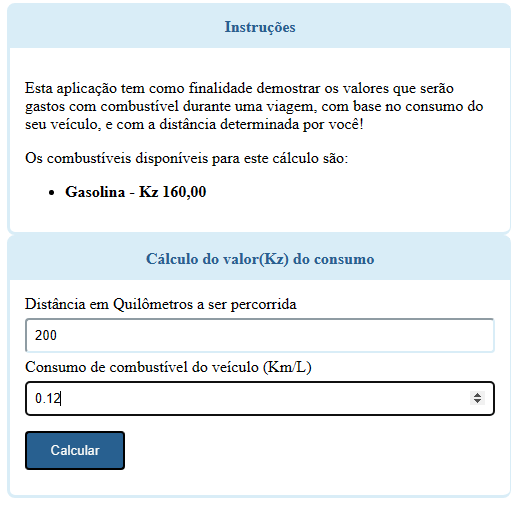 Instruções
Esta aplicação tem como finalidade demostrar os valores que serão
gastos com combustível durante uma viagem, com base no consumo do
seu veículo, e com a distância determinada por você!
Os combustíveis disponíveis para este cálculo são:
• Gasolina - Kz 160,00
Cálculo do valor(Kz) do consumo
Distância em Quilômetros a ser percorrida
200
Consumo de combustível do veículo (Km/L)
0.12
Calcular